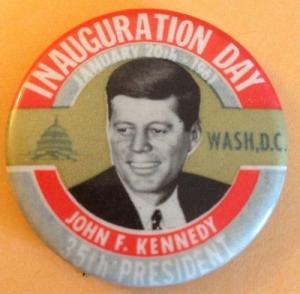 INAUGURATION DAY
JANUARY 20th - 1961
WASH, D.C.
JOHN F. KENNEDY
35th PRESIDENT